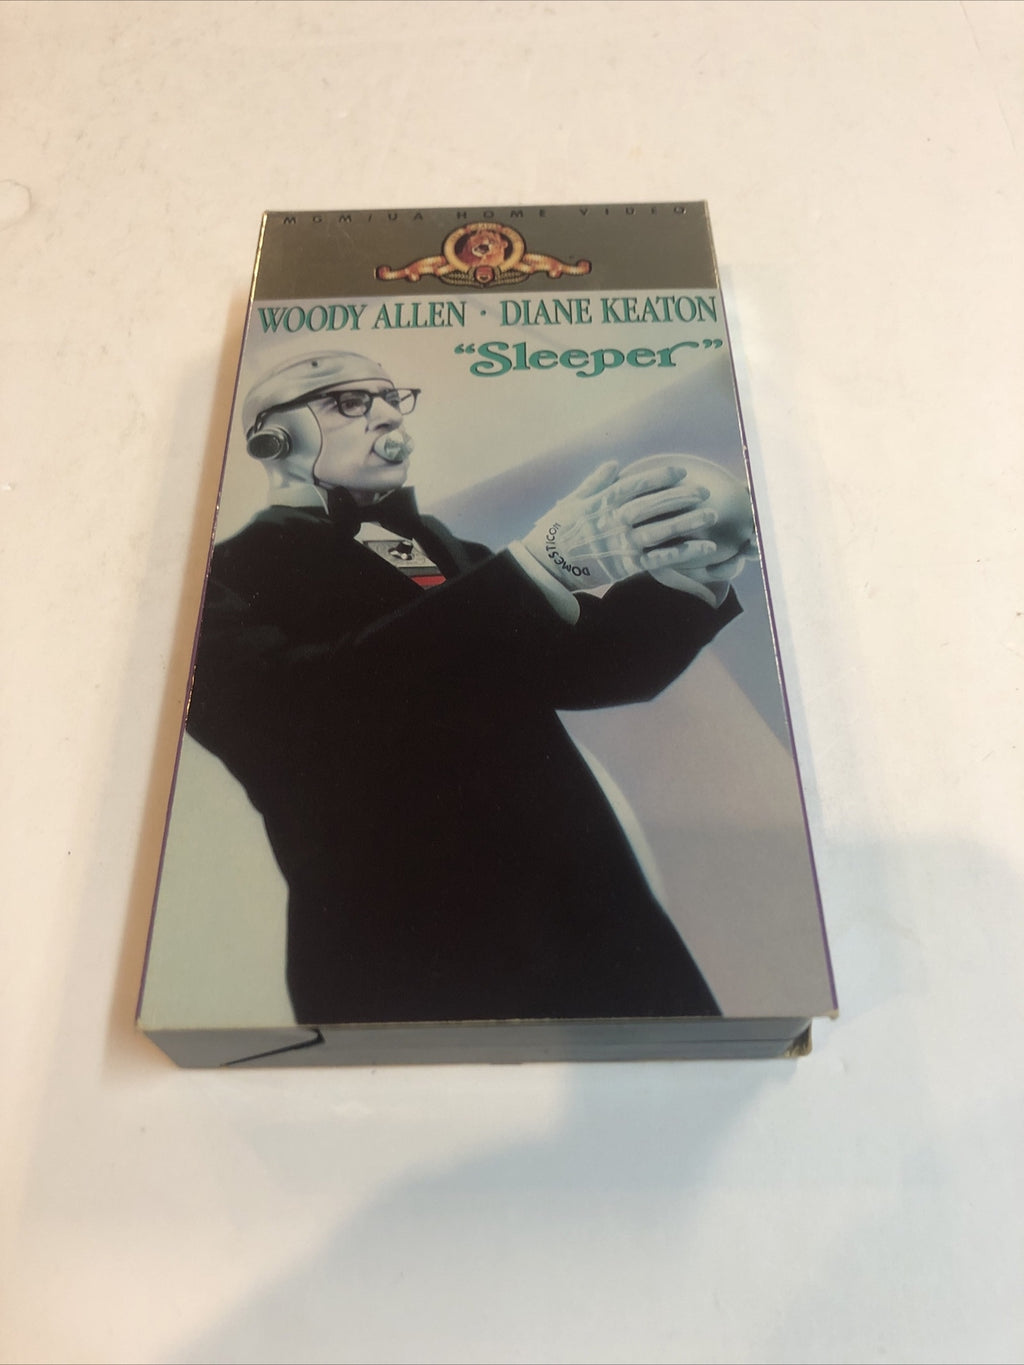 MGM/UA HOME VIDEO
WOODY ALLEN · DIANE KEATON
"Sleeper"
DOMESTICON